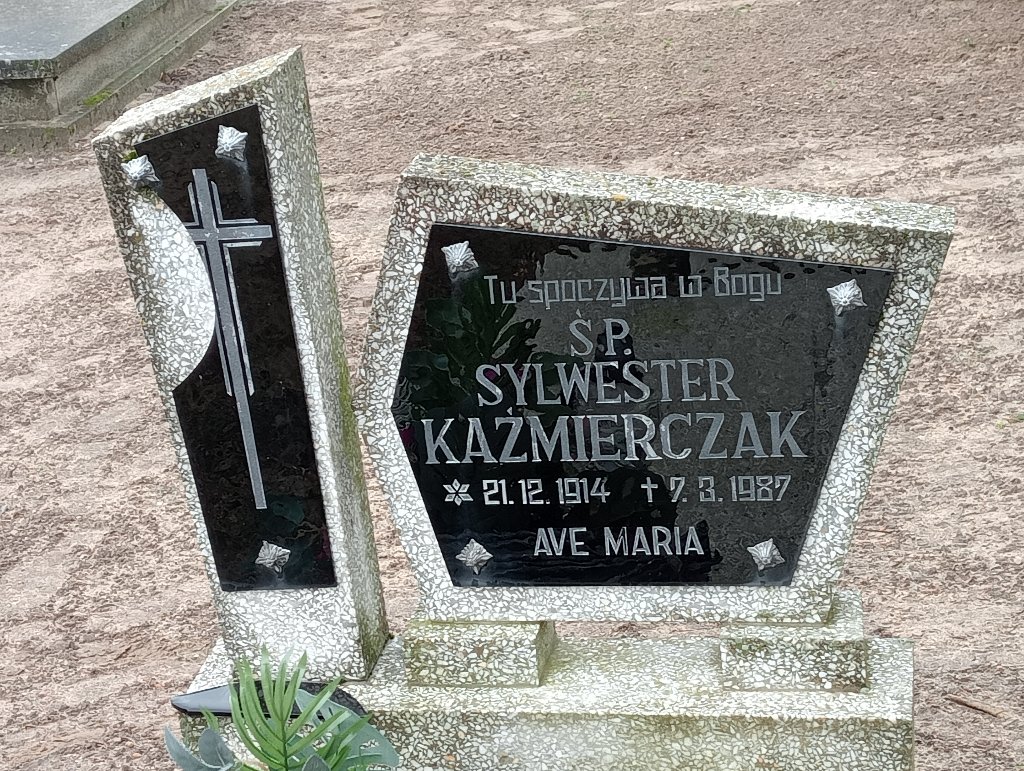 Tu spoczywa w Bogu
Ś.P.
SYLWESTER
KAŹMIERCZAK
21.12.1914 † 7.3.1987
AVE MARIA